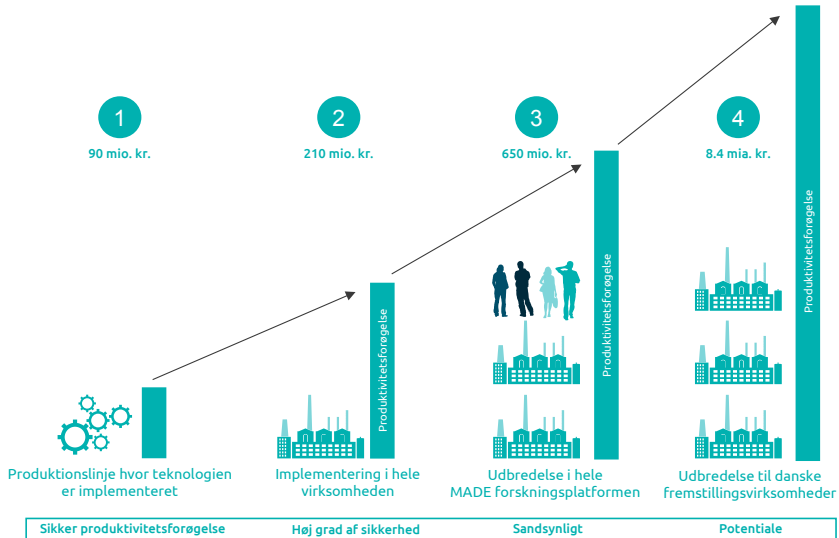 1
90 mio. kr.
Produktionslinje hvor teknologien
er implementeret
Sikker produktivitetsforøgelse
2
210 mio. kr.
Produktivitetsforøgelse
Implementering i hele
virksomheden
Høj grad af sikkerhed
3
650 mio. kr.
Produktivitetsforøgelse
Udbredelse i hele
MADE forskningsplatformen
Sandsynligt
4
8.4 mia. kr.
Produktivitetsforøgelse
Udbredelse til danske
fremstillingsvirksomheder
Potentiale